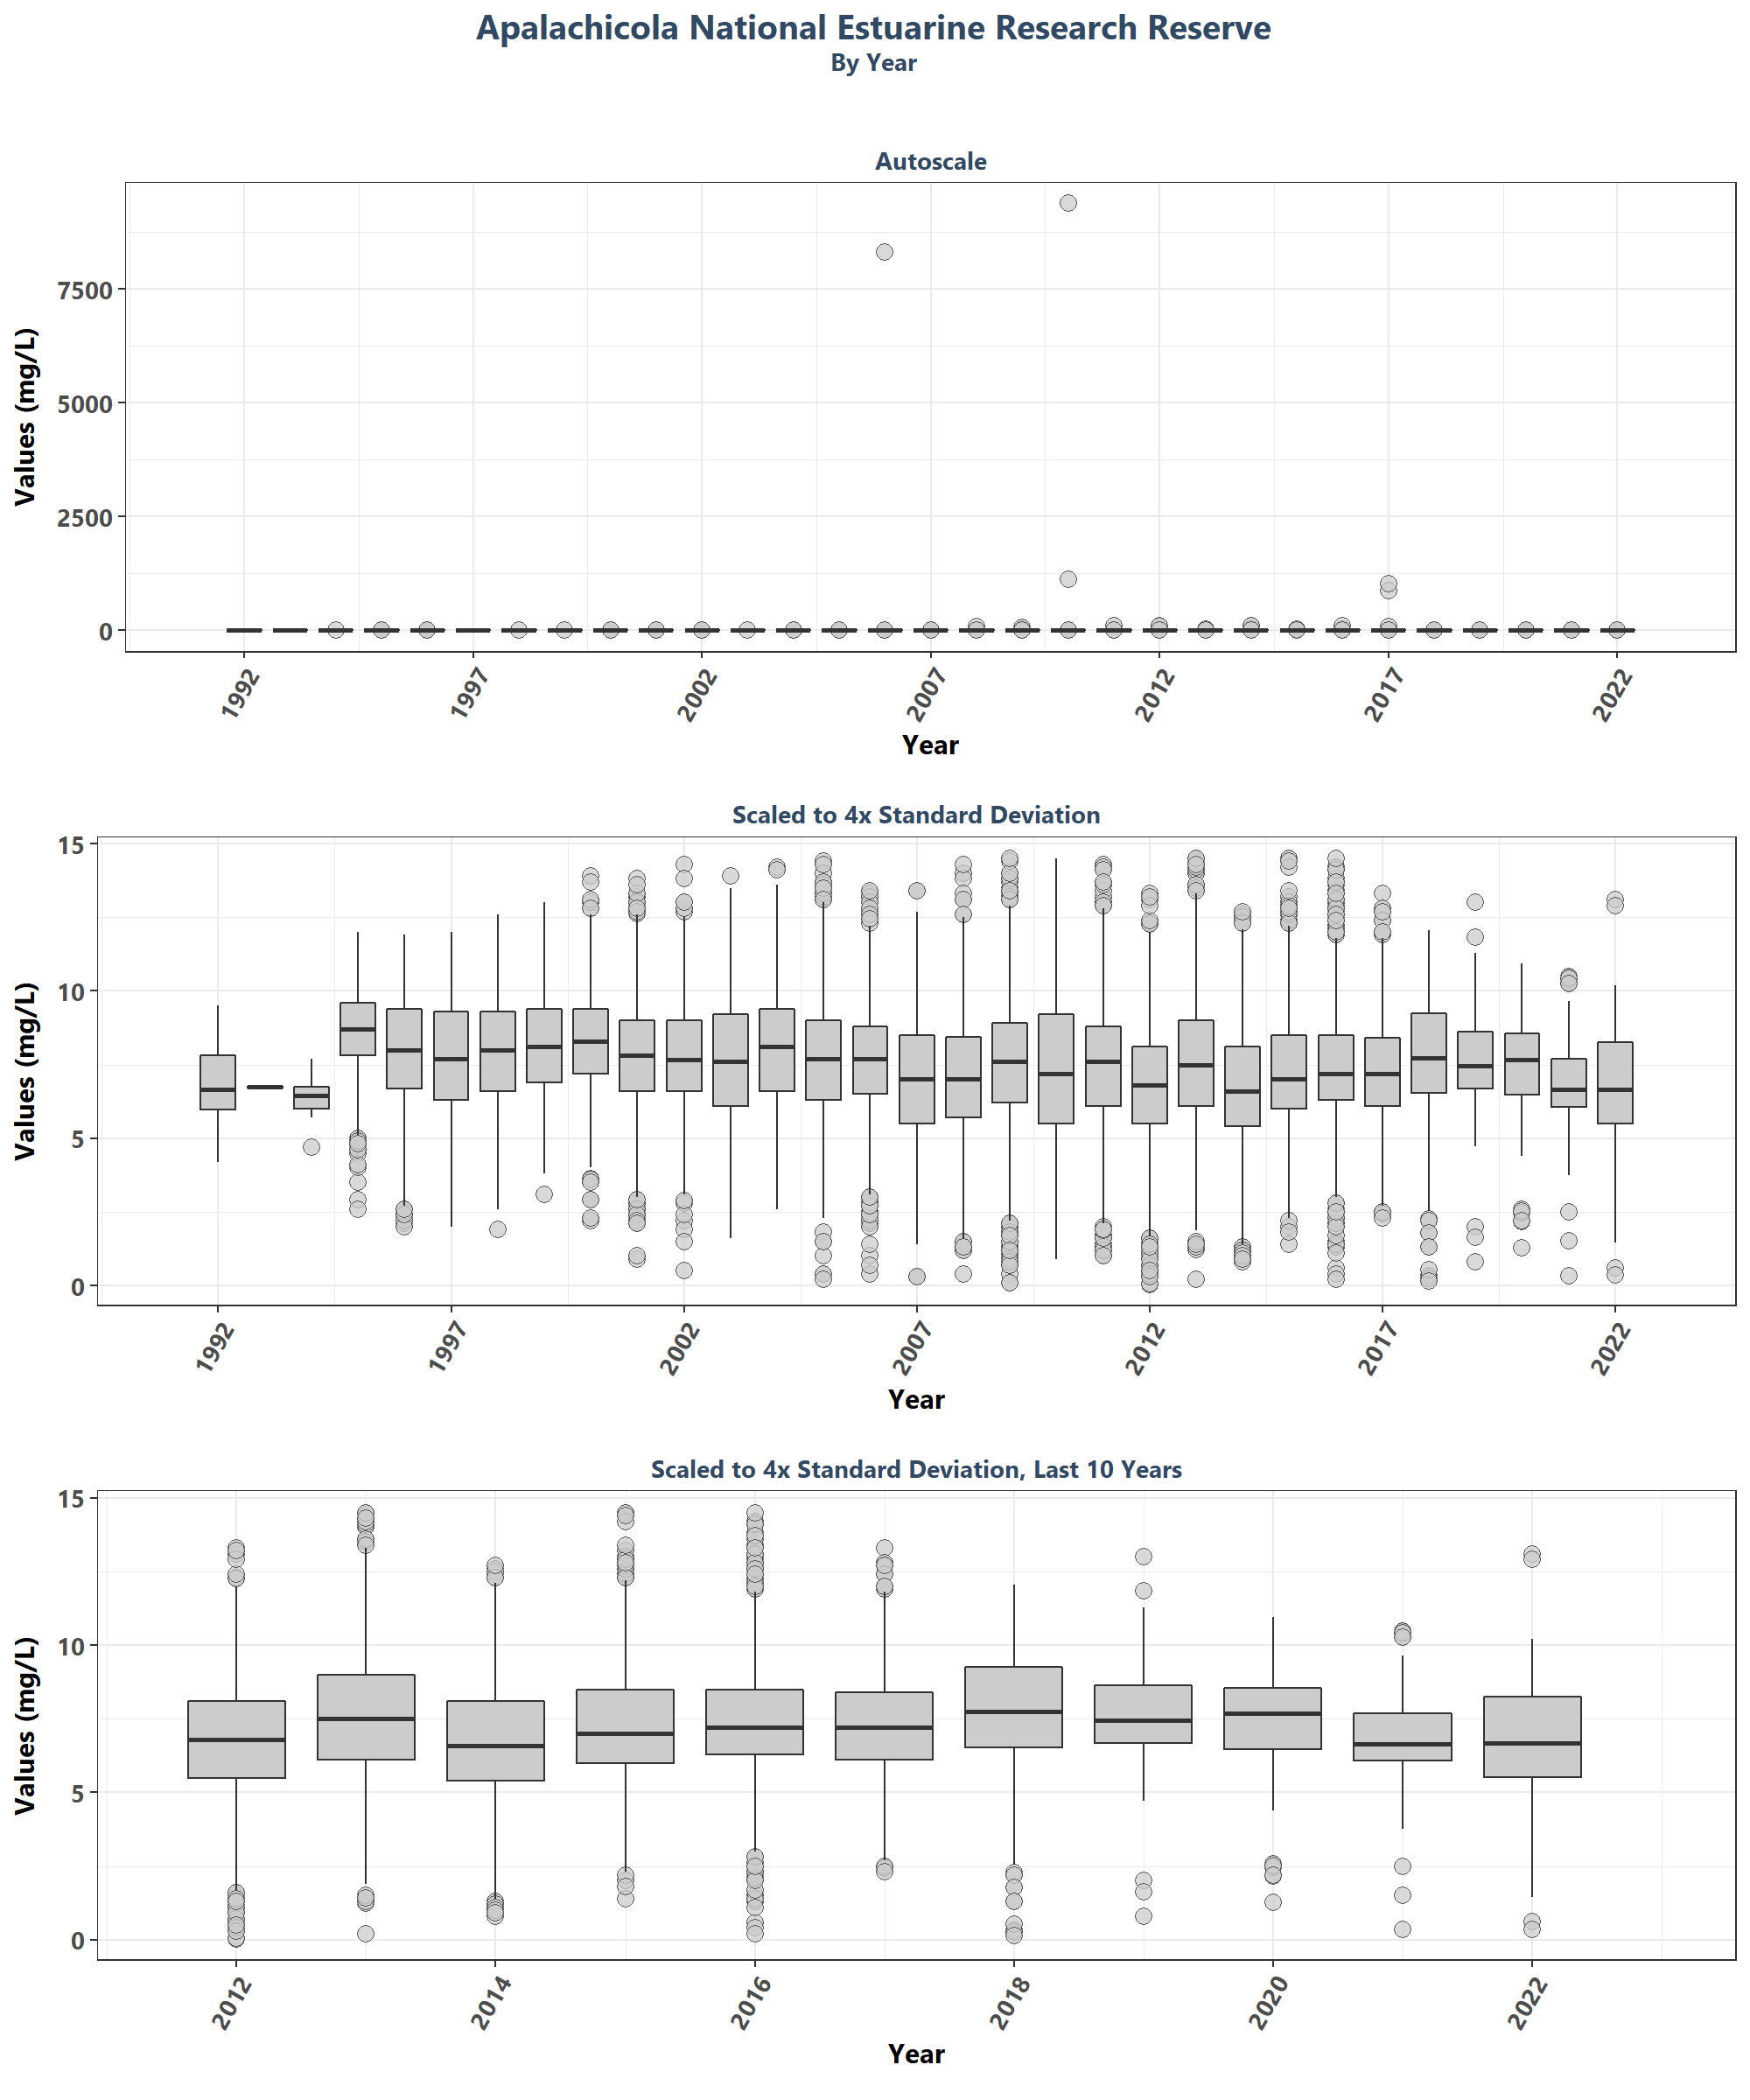 Apalachicola National Estuarine Research Reserve
By Year
Autoscale
Values (mg/L)
7500
5000
2500
0
1992 1997 2002 2007 2012 2017 2022
Year
Scaled to 4x Standard Deviation
Values (mg/L)
15
10
5
0
1992 1997 2002 2007 2012 2017 2022
Year
Scaled to 4x Standard Deviation, Last 10 Years
Values (mg/L)
15
10
5
0
2012 2014 2016 2018 2020 2022
Year